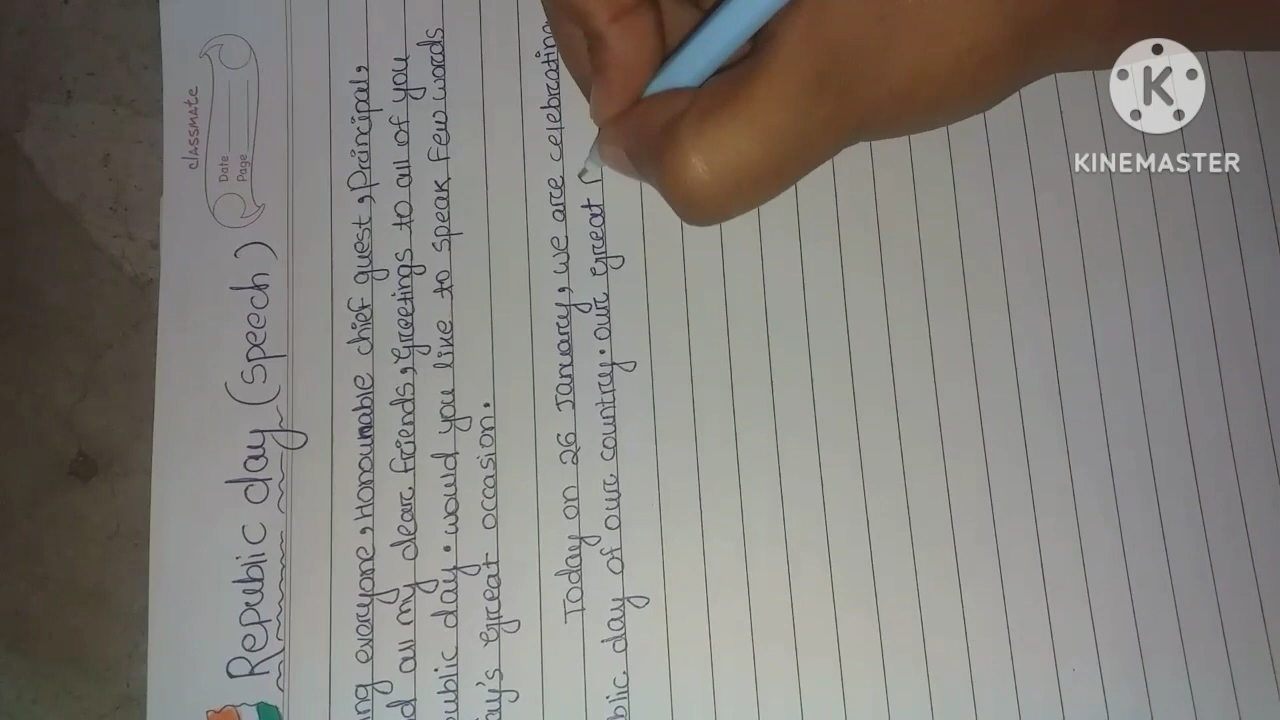 classmate
Date
Page
Republic day (speech)
ng everyone, Honourable chief guest, principal,
d all my dear friends, Greetings to all of you
public day. would you like to speak few words
ay's great occasion.
Today on 26 January, we are celebrating
blic day of our country. our great
KINEMASTER